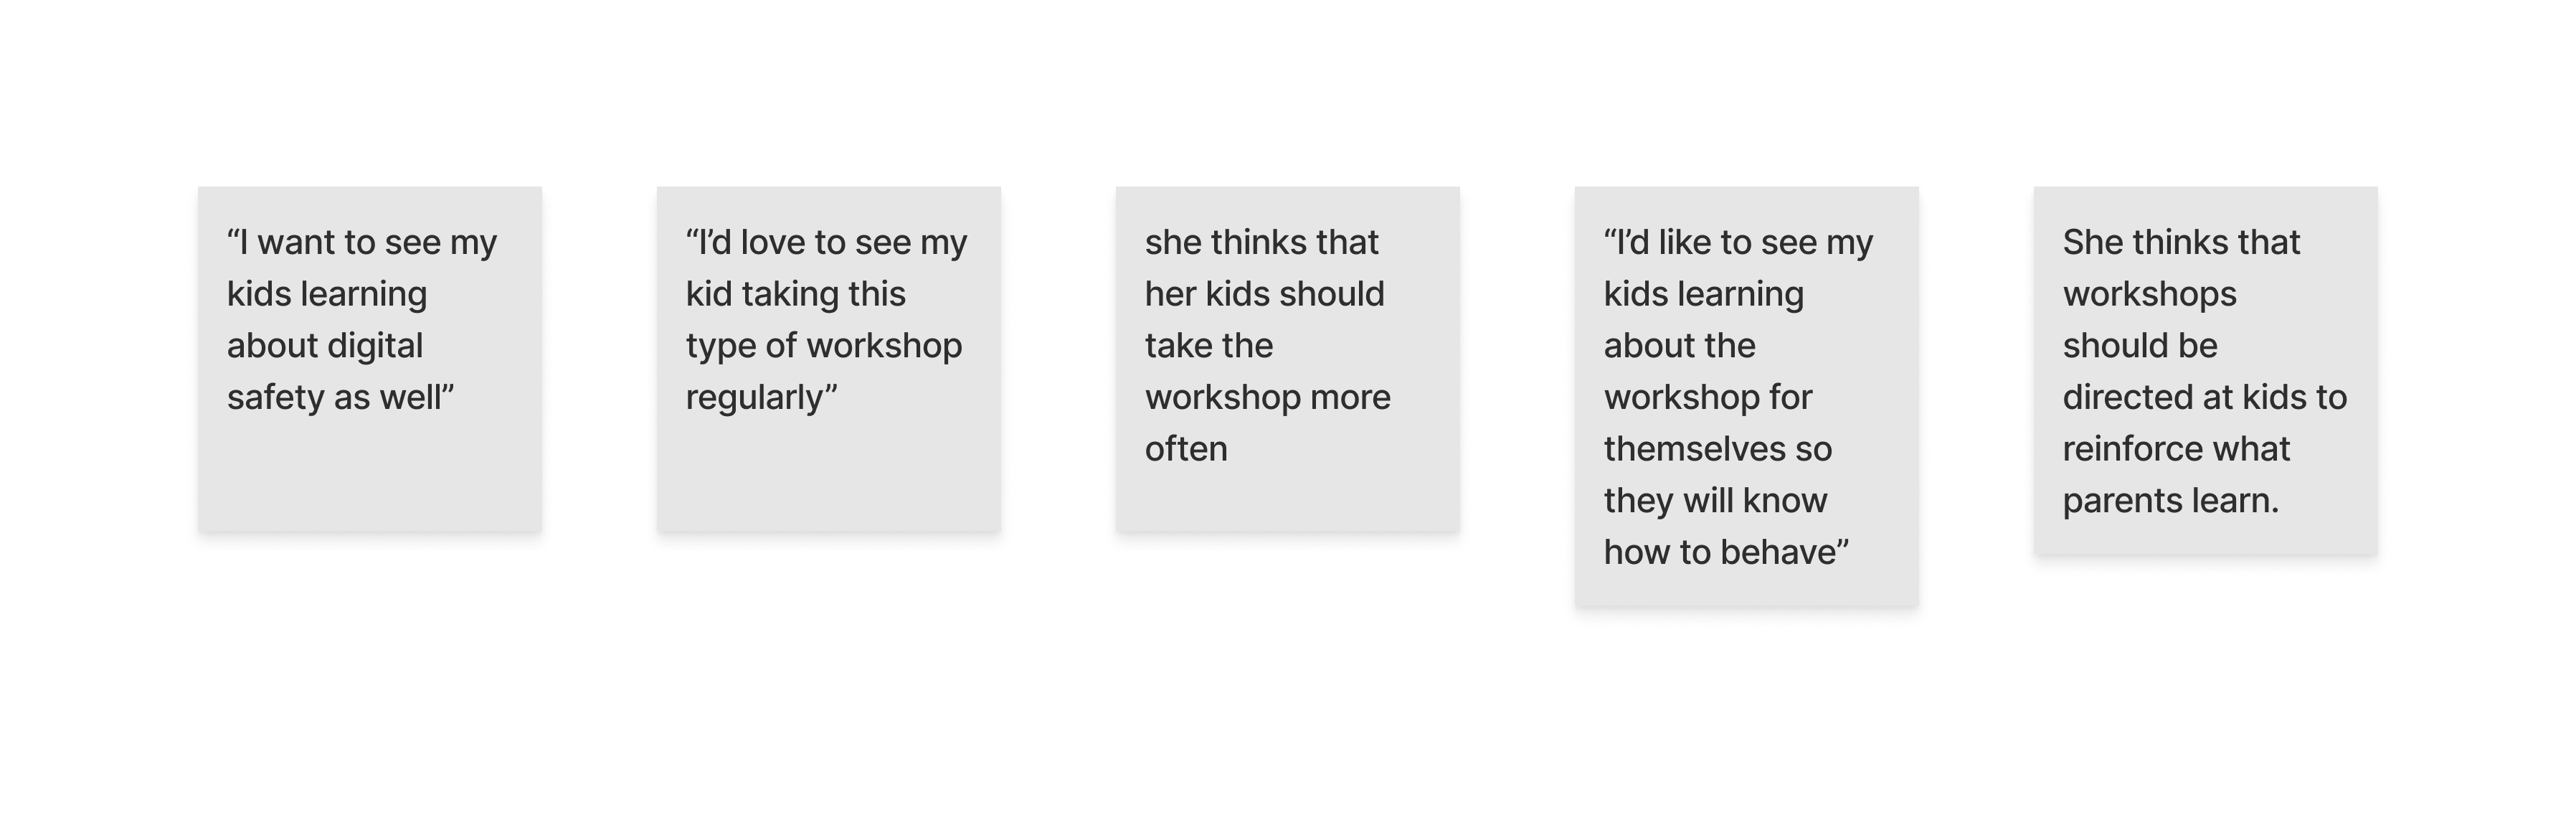 “I want to see my
kids learning
about digital
safety as well”
“I’d love to see my
kid taking this
type of workshop
regularly”
she thinks that
her kids should
take the
workshop more
often
“I’d like to see my
kids learning
about the
workshop for
themselves so
they will know
how to behave”
She thinks that
workshops
should be
directed at kids to
reinforce what
parents learn.